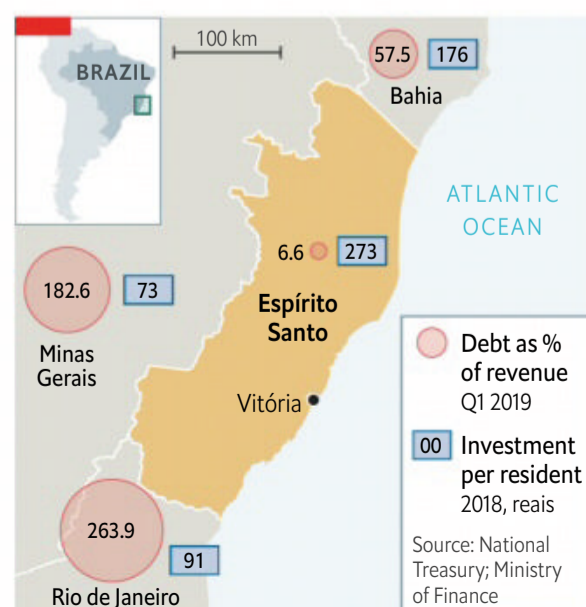 100 km
BRAZIL
57.5 176
Bahia
ATLANTIC
OCEAN
6.6 273
Espírito
Santo
182.6 73
Minas
Gerais
Vitória
263.9
91
Rio de Janeiro
Debt as %
of revenue
Q1 2019
00 Investment
per resident
2018, reais
Source: National
Treasury; Ministry
of Finance